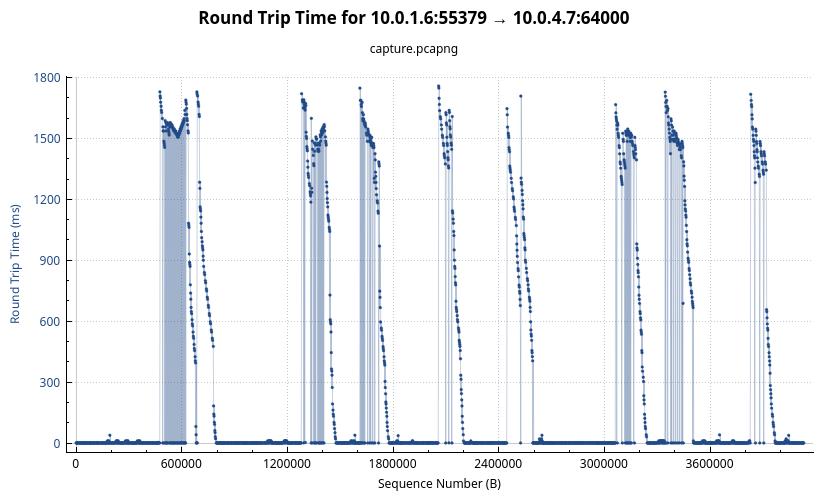 Round Trip Time for 10.0.1.6:55379 → 10.0.4.7:64000
capture.pcapng
1800
1500
1200
900
600
300
0
Round Trip Time (ms)
0 600000 1200000 1800000 2400000 3000000 3600000
Sequence Number (B)